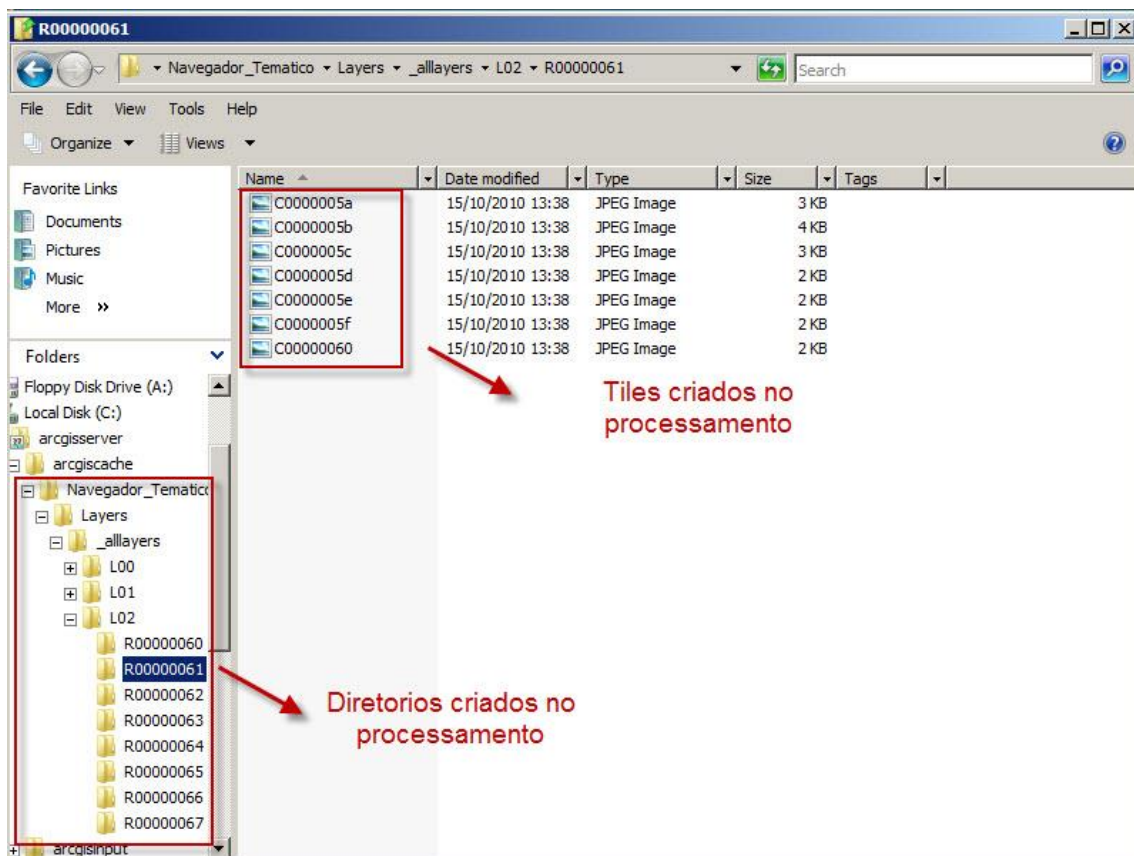 R00000061
Navegador_Tematico Layers _alllayers L02 R00000061
Search
File Edit View Tools Help
Organize Views
Favorite Links
Documents
Pictures
Music
More »
Folders
Floppy Disk Drive (A:)
Local Disk (C:)
arcgisserver
arcgiscache
Navegador_Tematico
Layers
_alllayers
L00
L01
L02
R00000060
R00000061
R00000062
R00000063
R00000064
R00000065
R00000066
R00000067
arcgisinput
Name Date modified Type Size Tags
C0000005a 15/10/2010 13:38 JPEG Image 3 KB
C0000005b 15/10/2010 13:38 JPEG Image 4 KB
C0000005c 15/10/2010 13:38 JPEG Image 3 KB
C0000005d 15/10/2010 13:38 JPEG Image 2 KB
C0000005e 15/10/2010 13:38 JPEG Image 2 KB
C0000005f 15/10/2010 13:38 JPEG Image 2 KB
C00000060 15/10/2010 13:38 JPEG Image 2 KB
Tiles criados no
processamento
Diretorios criados no
processamento